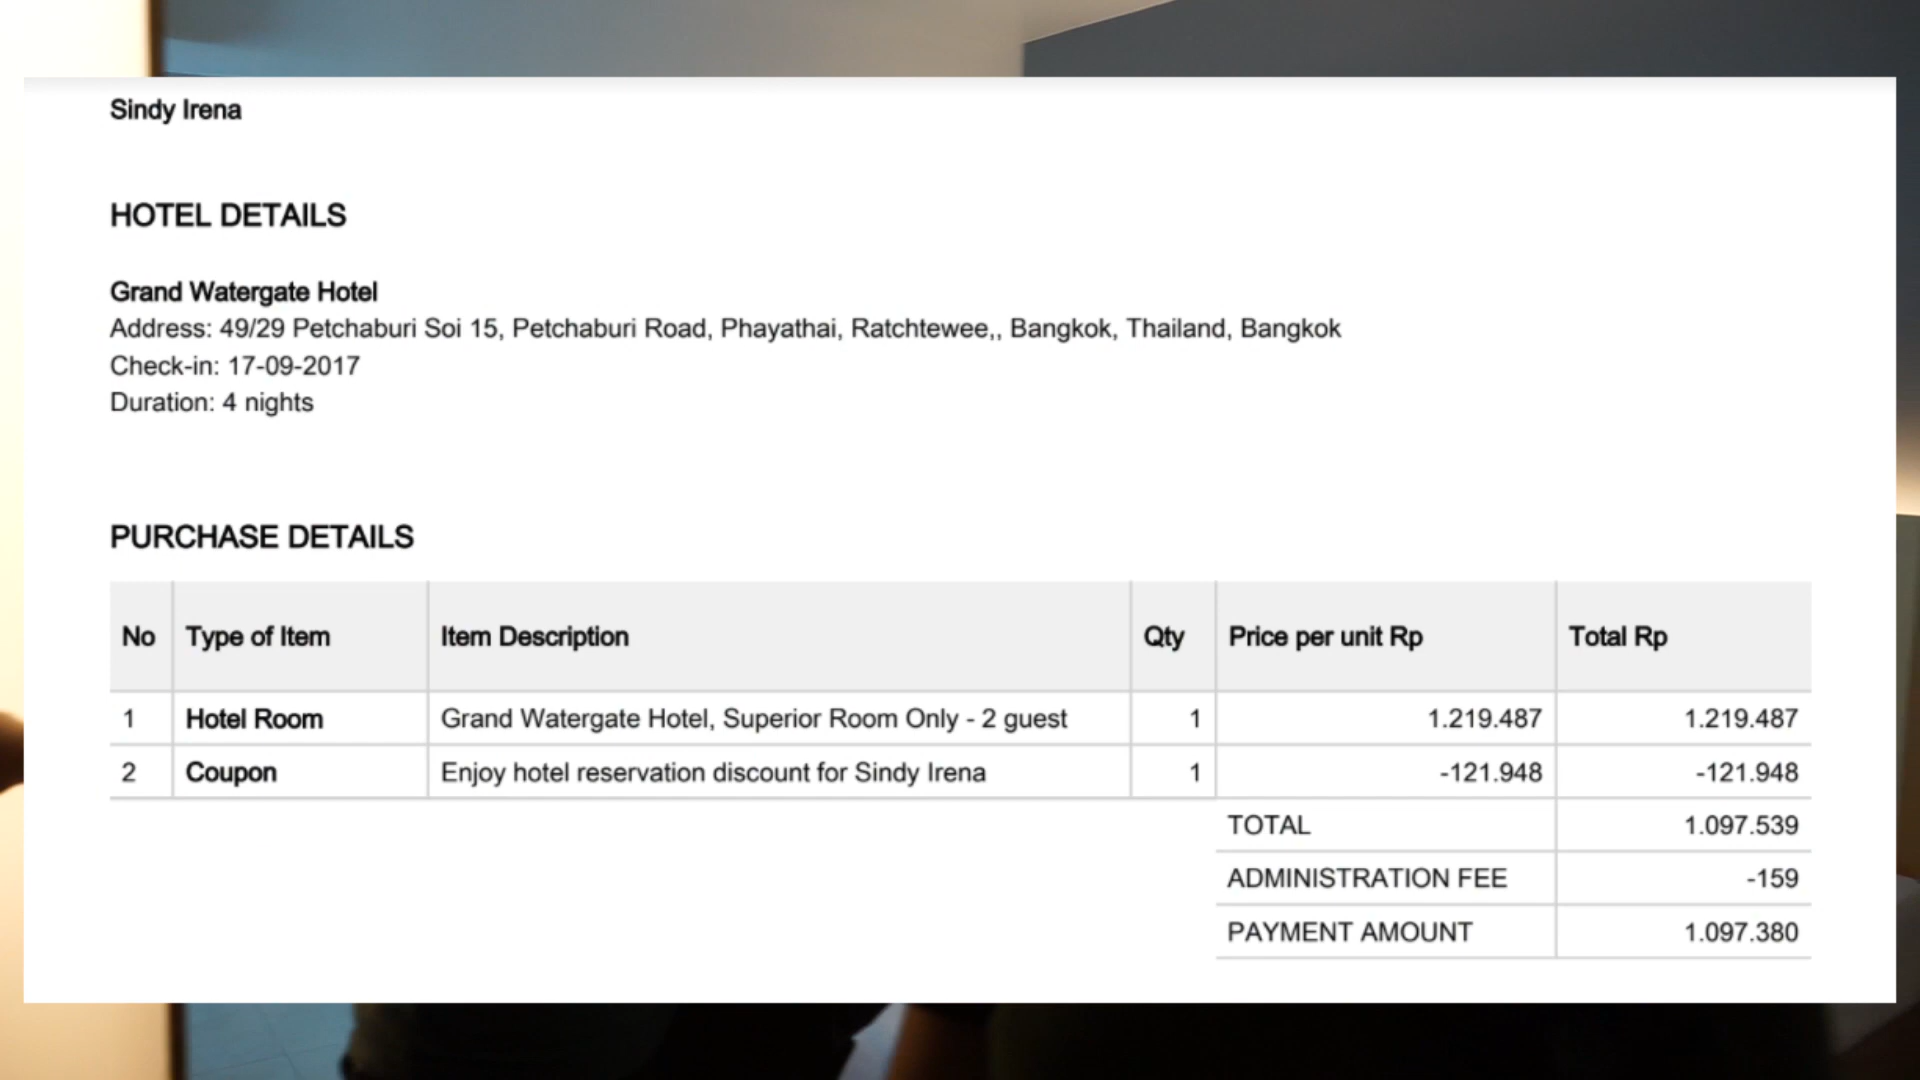 Sindy Irena
HOTEL DETAILS
Grand Watergate Hotel
Address: 49/29 Petchaburi Soi 15, Petchaburi Road, Phayathai, Ratchtewee,, Bangkok, Thailand, Bangkok
Check-in: 17-09-2017
Duration: 4 nights
PURCHASE DETAILS
No Type of Item Item Description Qty Price per unit Rp Total Rp
1 Hotel Room Grand Watergate Hotel, Superior Room Only - 2 guest 1 1.219.487 1.219.487
2 Coupon Enjoy hotel reservation discount for Sindy Irena 1 -121.948 -121.948
TOTAL 1.097.539
ADMINISTRATION FEE -159
PAYMENT AMOUNT 1.097.380